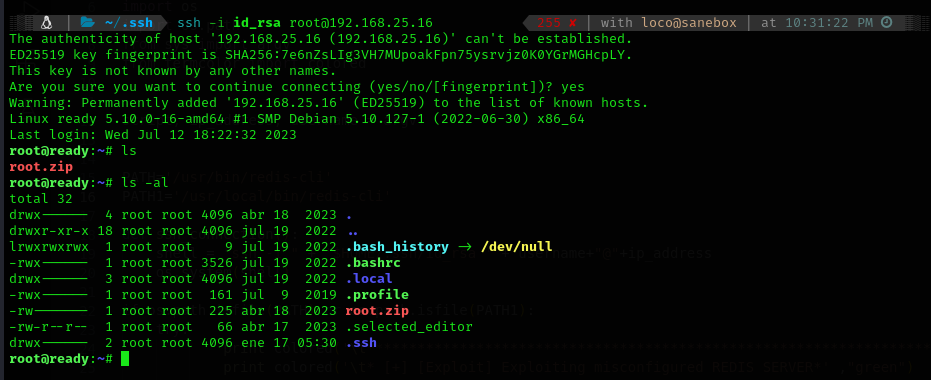 ~/.ssh ssh -i id_rsa root@192.168.25.16 255 ✘ with loco@sanebox at 10:31:22 PM
The authenticity of host '192.168.25.16 (192.168.25.16)' can't be established.
ED25519 key fingerprint is SHA256:7e6nZsLIg3VH7MUpoakFpn75ysrvjz0K0YGrMGHcpLY.
This key is not known by any other names.
Are you sure you want to continue connecting (yes/no/[fingerprint])? yes
Warning: Permanently added '192.168.25.16' (ED25519) to the list of known hosts.
Linux ready 5.10.0-16-amd64 #1 SMP Debian 5.10.127-1 (2022-06-30) x86_64
Last login: Wed Jul 12 18:22:32 2023
root@ready:~# ls
root.zip
root@ready:~# ls -al
total 32
drwx------ 4 root root 4096 abr 18 2023 .
drwxr-xr-x 18 root root 4096 jul 19 2022 ..
lrwxrwxrwx 1 root root 9 jul 19 2022 .bash_history -> /dev/null
-rwx------ 1 root root 3526 jul 19 2022 .bashrc
drwx------ 3 root root 4096 jul 19 2022 .local
-rwx------ 1 root root 161 jul 9 2019 .profile
-rw------- 1 root root 225 abr 18 2023 root.zip
-rw-r--r-- 1 root root 66 abr 17 2023 .selected_editor
drwx------ 2 root root 4096 ene 17 05:30 .ssh
root@ready:~#